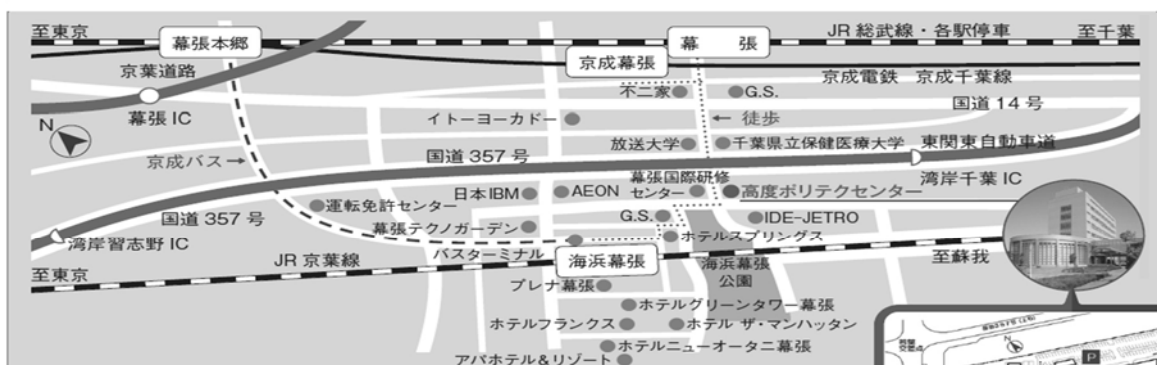 至東京
幕張本郷
幕 張
JR 総武線・各駅停車
至千葉
京葉道路
京成幕張
京成電鉄 京成千葉線
不二家
G.S.
国道 14 号
幕張 IC
イトーヨーカドー
←徒歩
N
放送大学
千葉県立保健医療大学
東関東自動車道
京成バス→
国道 357 号
湾岸千葉 IC
幕張国際研修
センター
高度ポリテクセンター
日本IBM
AEON
運転免許センター
国道 357 号
G.S.
IDE-JETRO
幕張テクノガーデン
ホテルスプリングス
湾岸習志野 IC
バスターミナル
JR 京葉線
海浜幕張
海浜幕張
公園
至蘇我
至東京
プレナ幕張
ホテルグリーンタワー幕張
ホテルフランクス
ホテル ザ・マンハッタン
ホテルニューオータニ幕張
アパホテル&リゾート
N
P